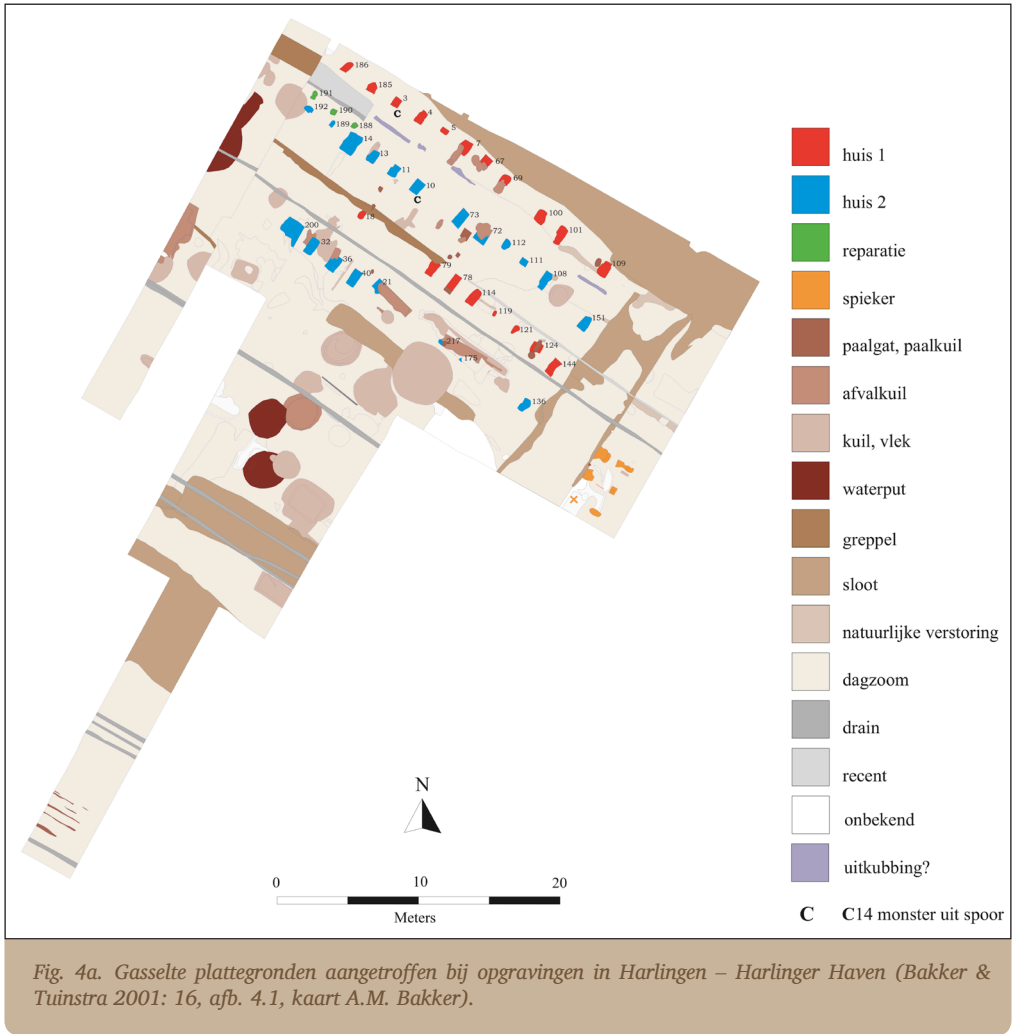 186
185
3
C
4
5
7
67
69
191
192
190
189
188
14
13
11
10
C
18
73
72
112
111
108
100
101
109
151
200
32
36
40
21
79
78
114
119
121
124
144
217
175
136
huis 1
huis 2
reparatie
spieker
paalgat, paalkuil
afvalkuil
kuil, vlek
waterput
greppel
sloot
natuurlijke verstoring
dagzoom
drain
recent
onbekend
uitkubbing?
C C14 monster uit spoor
N
0 10 20
Meters
Fig. 4a. Gasselte plattegronden aangetroffen bij opgravingen in Harlingen – Harlinger Haven (Bakker &
Tuinstra 2001: 16, afb. 4.1, kaart A.M. Bakker).